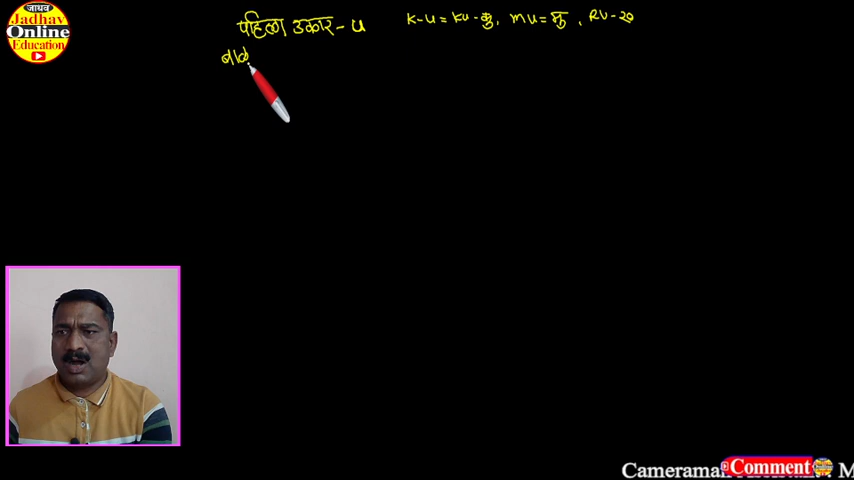 जाधव
Jadhav
Online
Education
पहिला उकार - u
K-U = KU - कु, MU = मु, RU - रु
बाळ
Cameraman
Comment
M